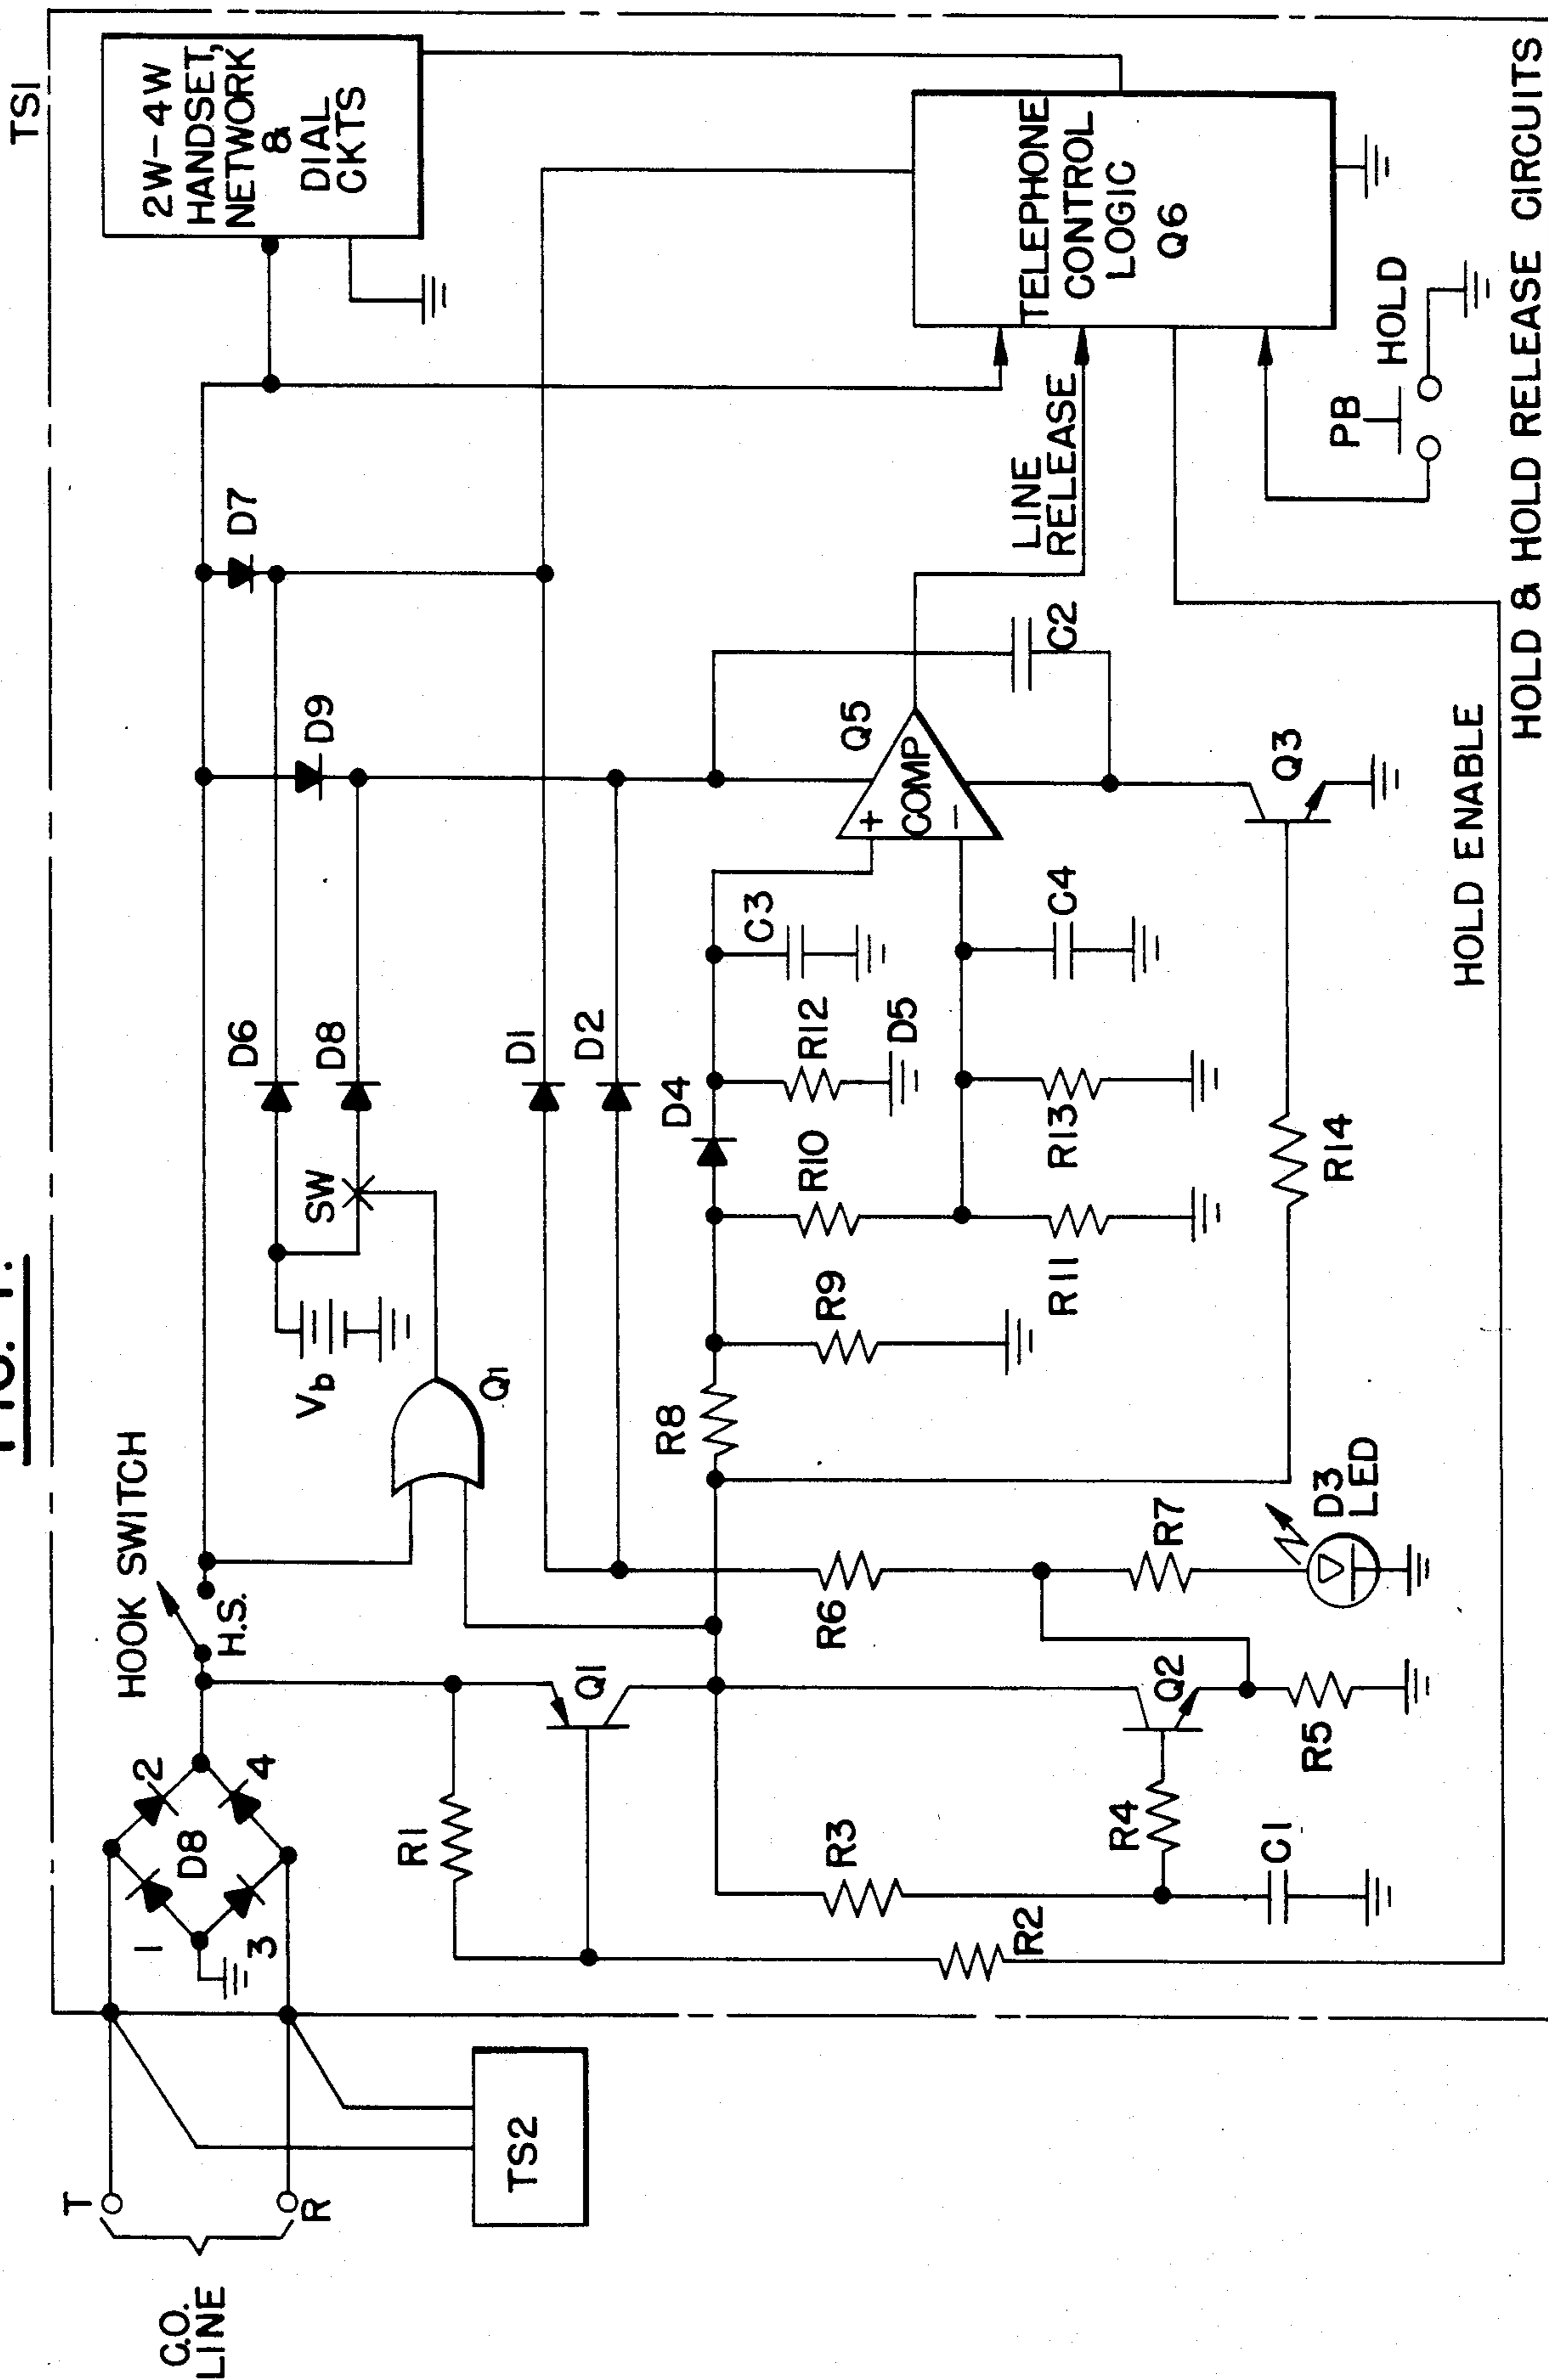 FIG. 1.
TS1
HOOK SWITCH
H.S.
2W-4W
HANDSET,
NETWORK
&
DIAL
CKTS
C.O.
LINE
T
R
TS2
1
2
D8
3
4
R1
Q1
Vb
Q1
SW
D6
D8
D9
D7
D1
D2
R3
R2
R4
C1
Q2
R5
R6
R7
D3
LED
R8
R9
R10
R11
D4
R12
D5
R13
C3
C4
+
COMP
–
Q5
C2
Q3
R14
LINE
RELEASE
TELEPHONE
CONTROL
LOGIC
Q6
PB
HOLD
HOLD ENABLE
HOLD & HOLD RELEASE CIRCUITS